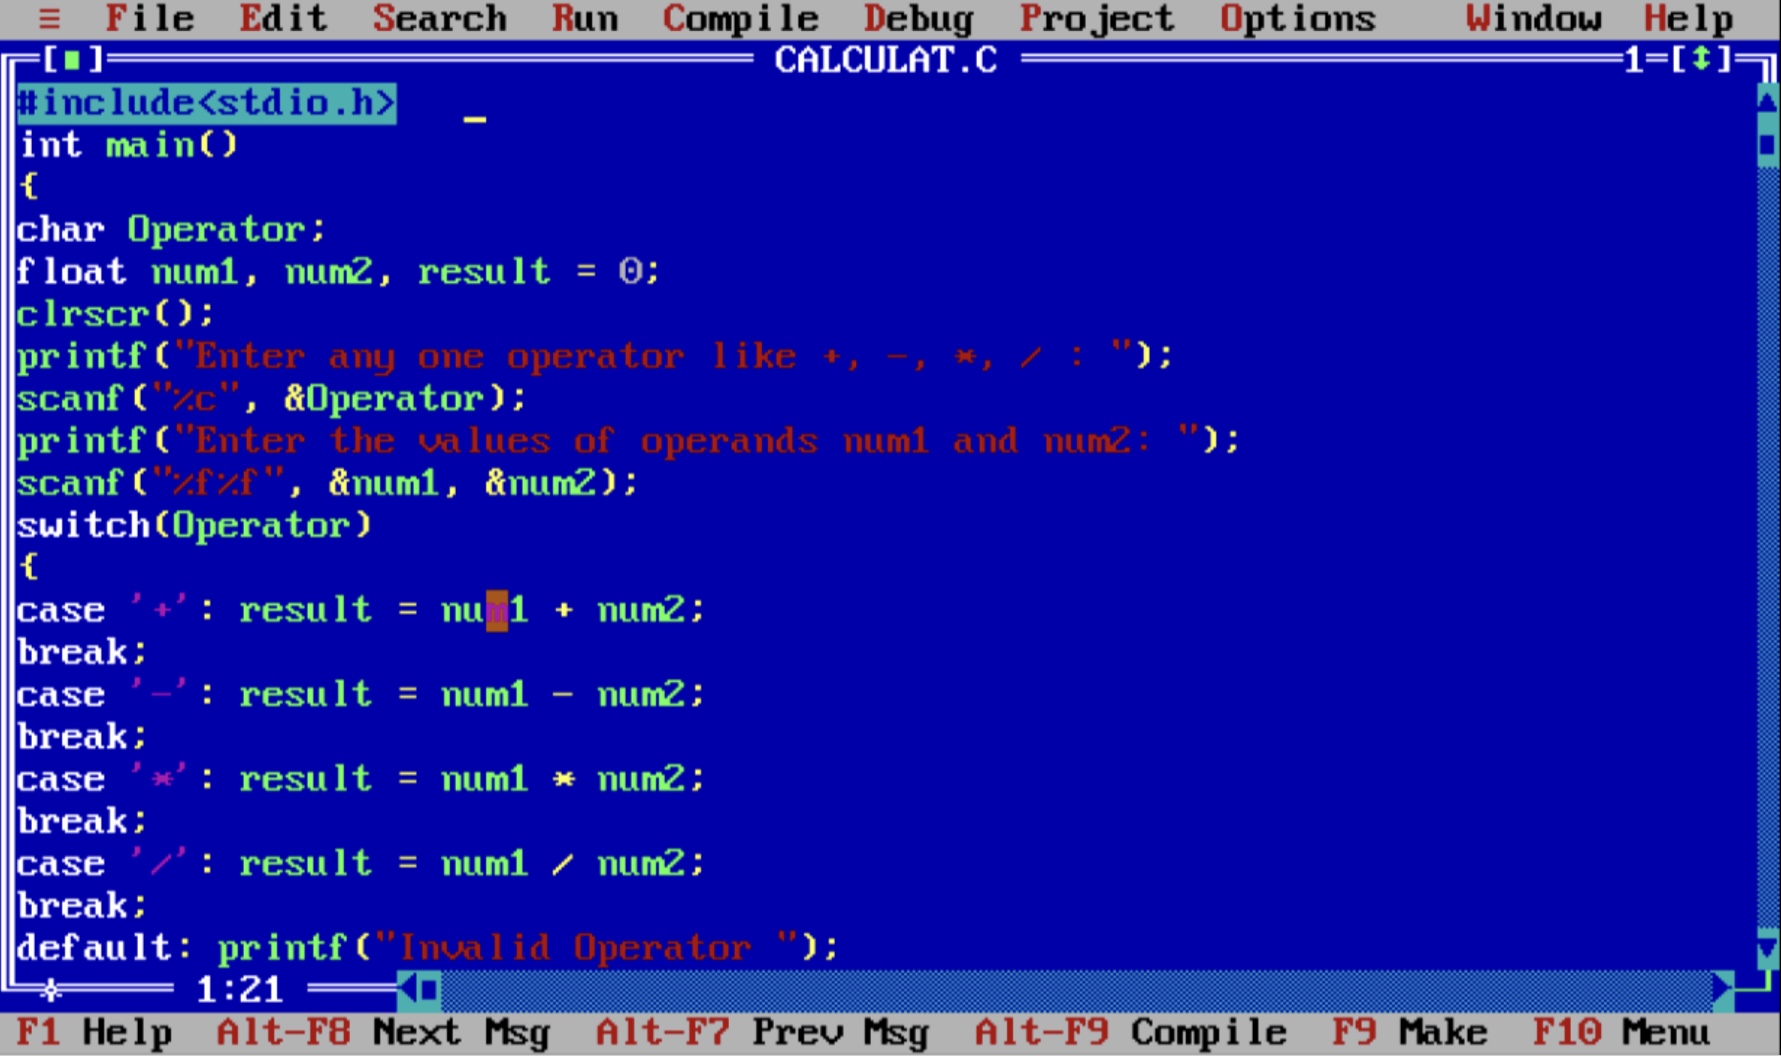 ≡ File Edit Search Run Compile Debug Project Options Window Help
[■] CALCULAT.C 1=[↕]
#include<stdio.h>
int main()
{
char Operator;
float num1, num2, result = 0;
clrscr();
printf("Enter any one operator like +, -, *, / : ");
scanf("%c", &Operator);
printf("Enter the values of operands num1 and num2: ");
scanf("%f%f", &num1, &num2);
switch(Operator)
{
case '+': result = num1 + num2;
break;
case '-': result = num1 - num2;
break;
case '*': result = num1 * num2;
break;
case '/': result = num1 / num2;
break;
default: printf("Invalid Operator ");
1:21
F1 Help Alt-F8 Next Msg Alt-F7 Prev Msg Alt-F9 Compile F9 Make F10 Menu